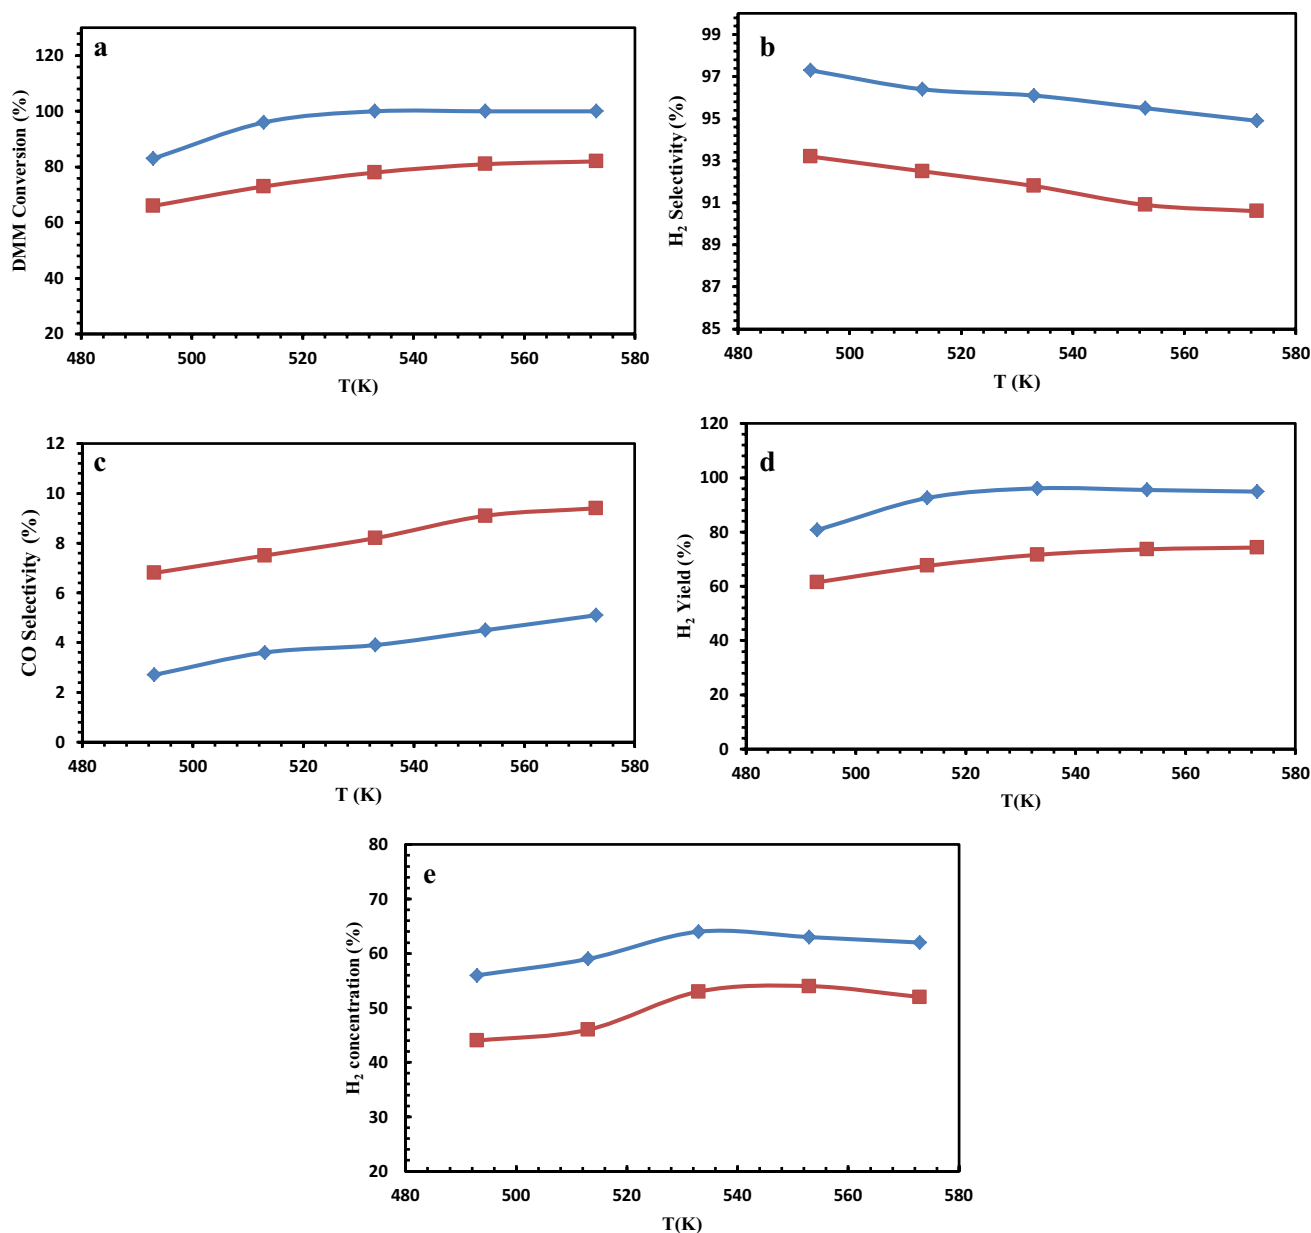 a
120
100
80
60
40
20
480 500 520 540 560 580
DMM Conversion (%)
T(K)
b
99
97
95
93
91
89
87
85
480 500 520 540 560 580
H₂ Selectivity (%)
T (K)
c
12
10
8
6
4
2
0
480 500 520 540 560 580
CO Selectivity (%)
T (K)
d
120
100
80
60
40
20
0
480 500 520 540 560 580
H₂ Yield (%)
T(K)
e
80
70
60
50
40
30
20
480 500 520 540 560 580
H₂ concentration (%)
T(K)